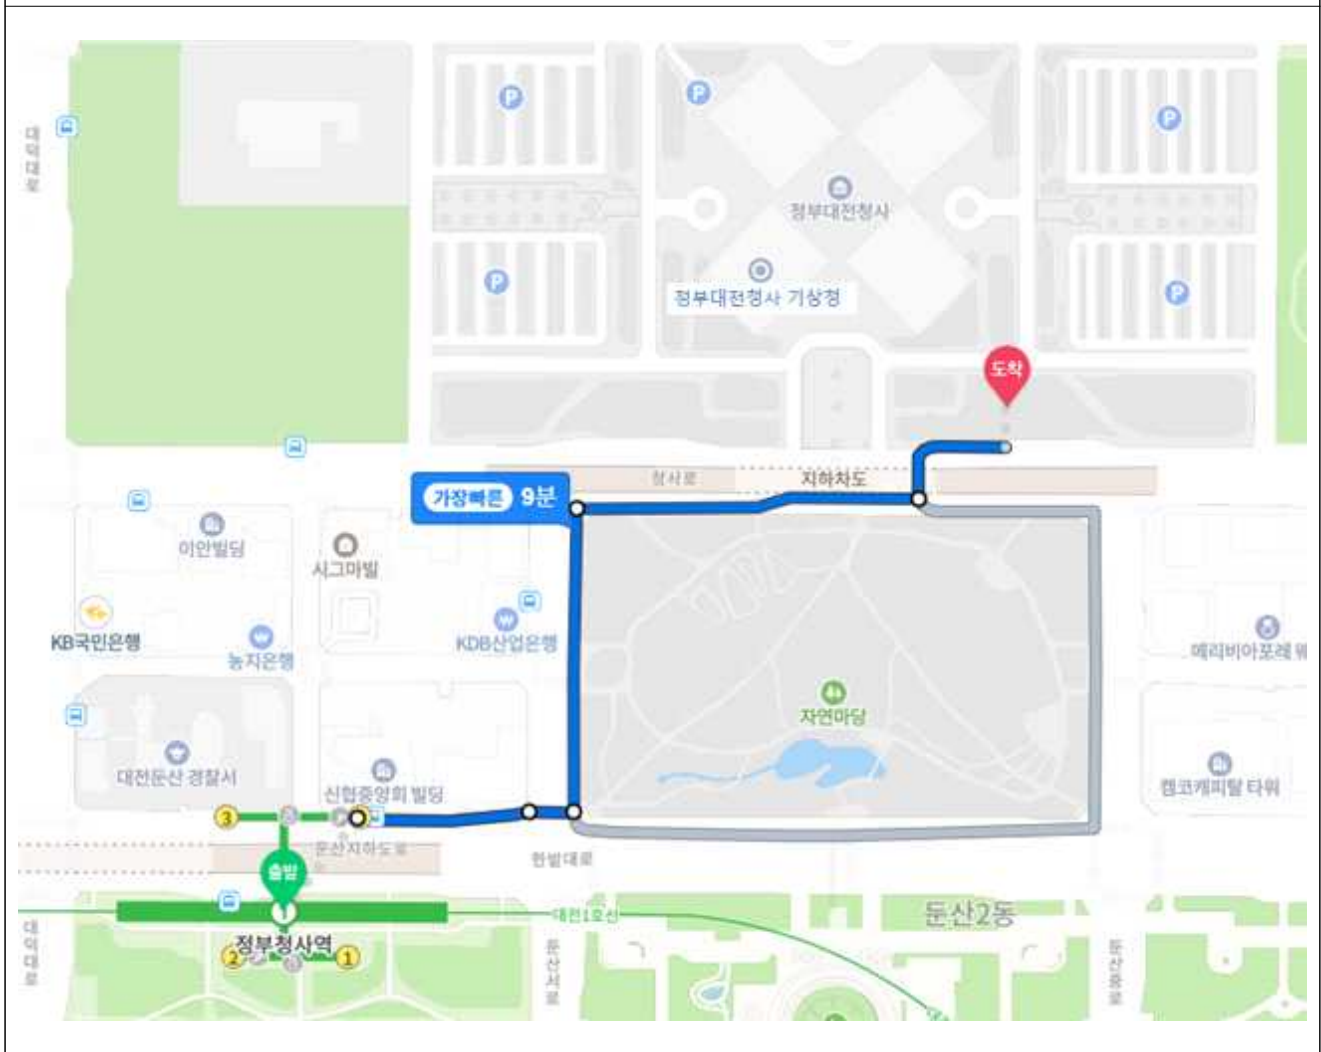 대덕대로
P
P
P
정부대전청사
P
정부대전청사 기상청
P
도착
청사로
지하차도
가장빠른 9분
이안빌딩
시그마빌
KB국민은행
농지은행
KDB산업은행
메리비아포레
자연마당
대전둔산 경찰서
신협중앙회 빌딩
켐코캐피탈 타워
3
둔산지하도로
한밭대로
출발
1
대전1호선
둔산2동
정부청사역
2
1
대덕대로
둔산서로
둔산중로